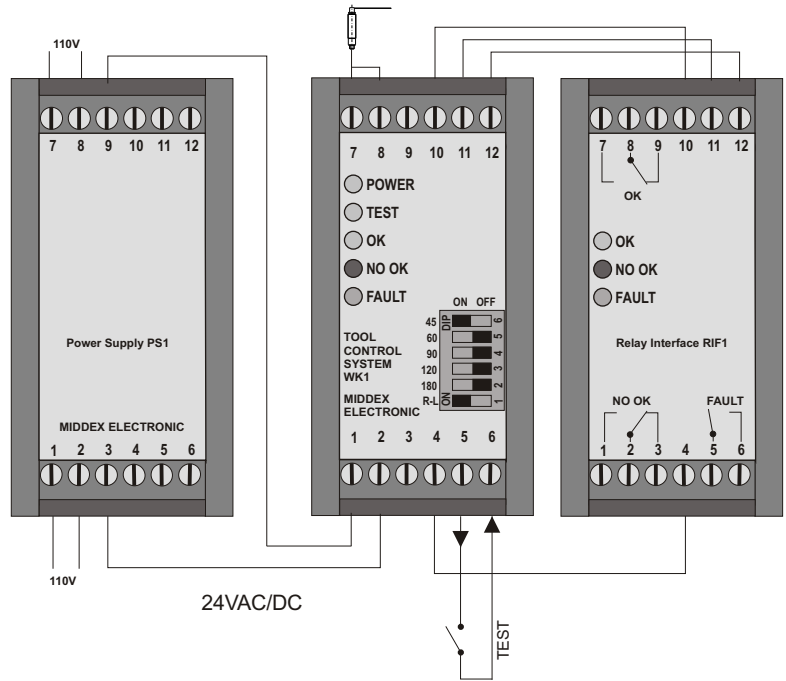 110V
7 8 9 10 11 12
Power Supply PS1
MIDDEX ELECTRONIC
1 2 3 4 5 6
110V
24VAC/DC
7 8 9 10 11 12
POWER
TEST
OK
NO OK
FAULT
ON OFF
45
60
90
120
180
R-L
DIP
ON
6
5
4
3
2
1
TOOL
CONTROL
SYSTEM
WK1
MIDDEX
ELECTRONIC
1 2 3 4 5 6
TEST
7 8 9 10 11 12
OK
OK
NO OK
FAULT
Relay Interface RIF1
NO OK FAULT
1 2 3 4 5 6